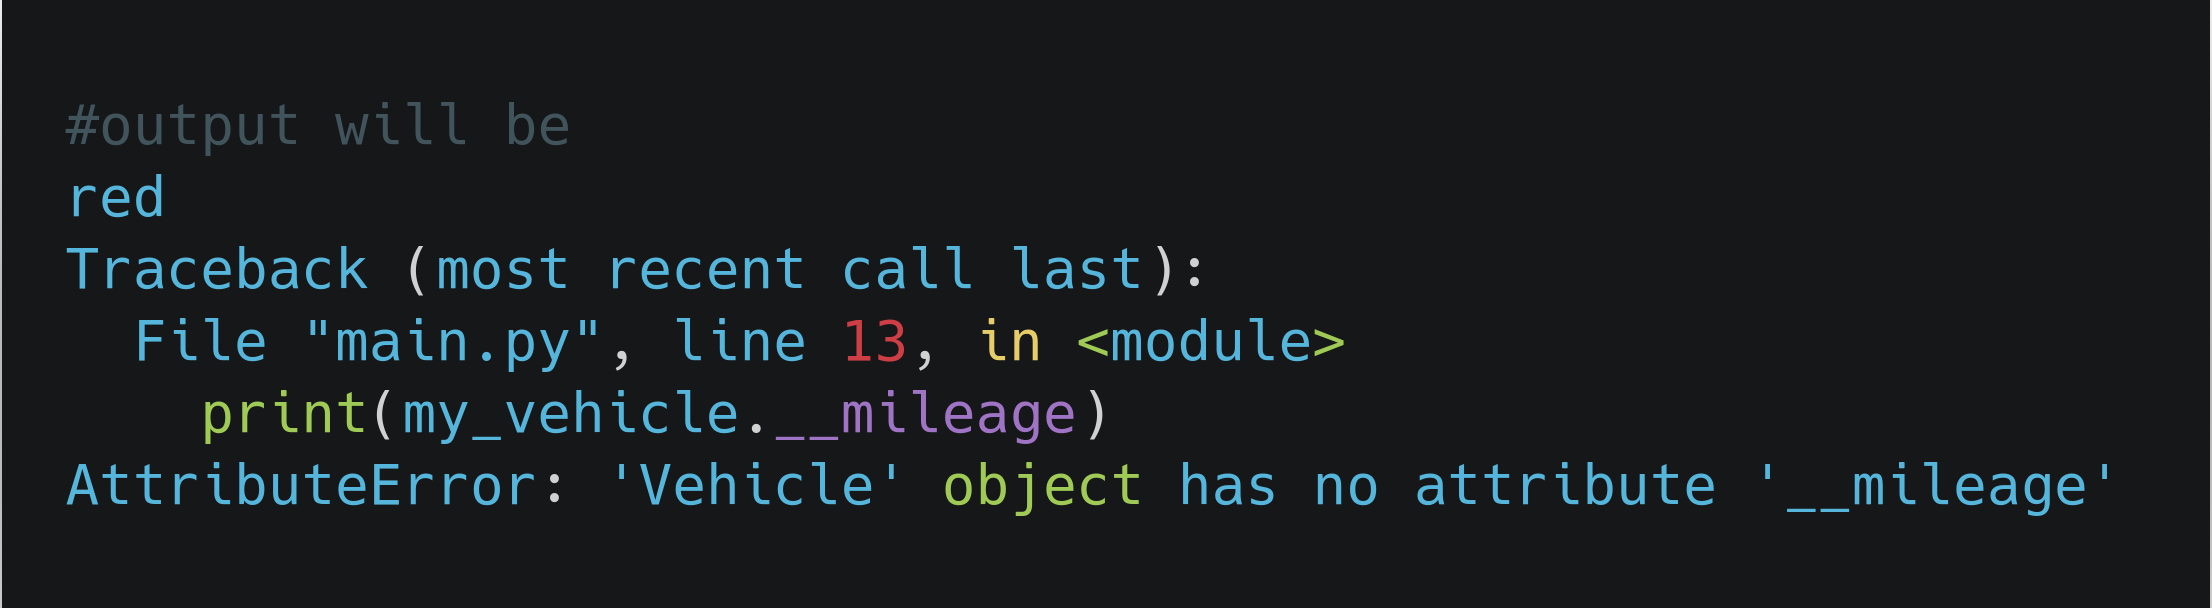 #output will be
red
Traceback (most recent call last):
  File "main.py", line 13, in <module>
    print(my_vehicle.__mileage)
AttributeError: 'Vehicle' object has no attribute '__mileage'